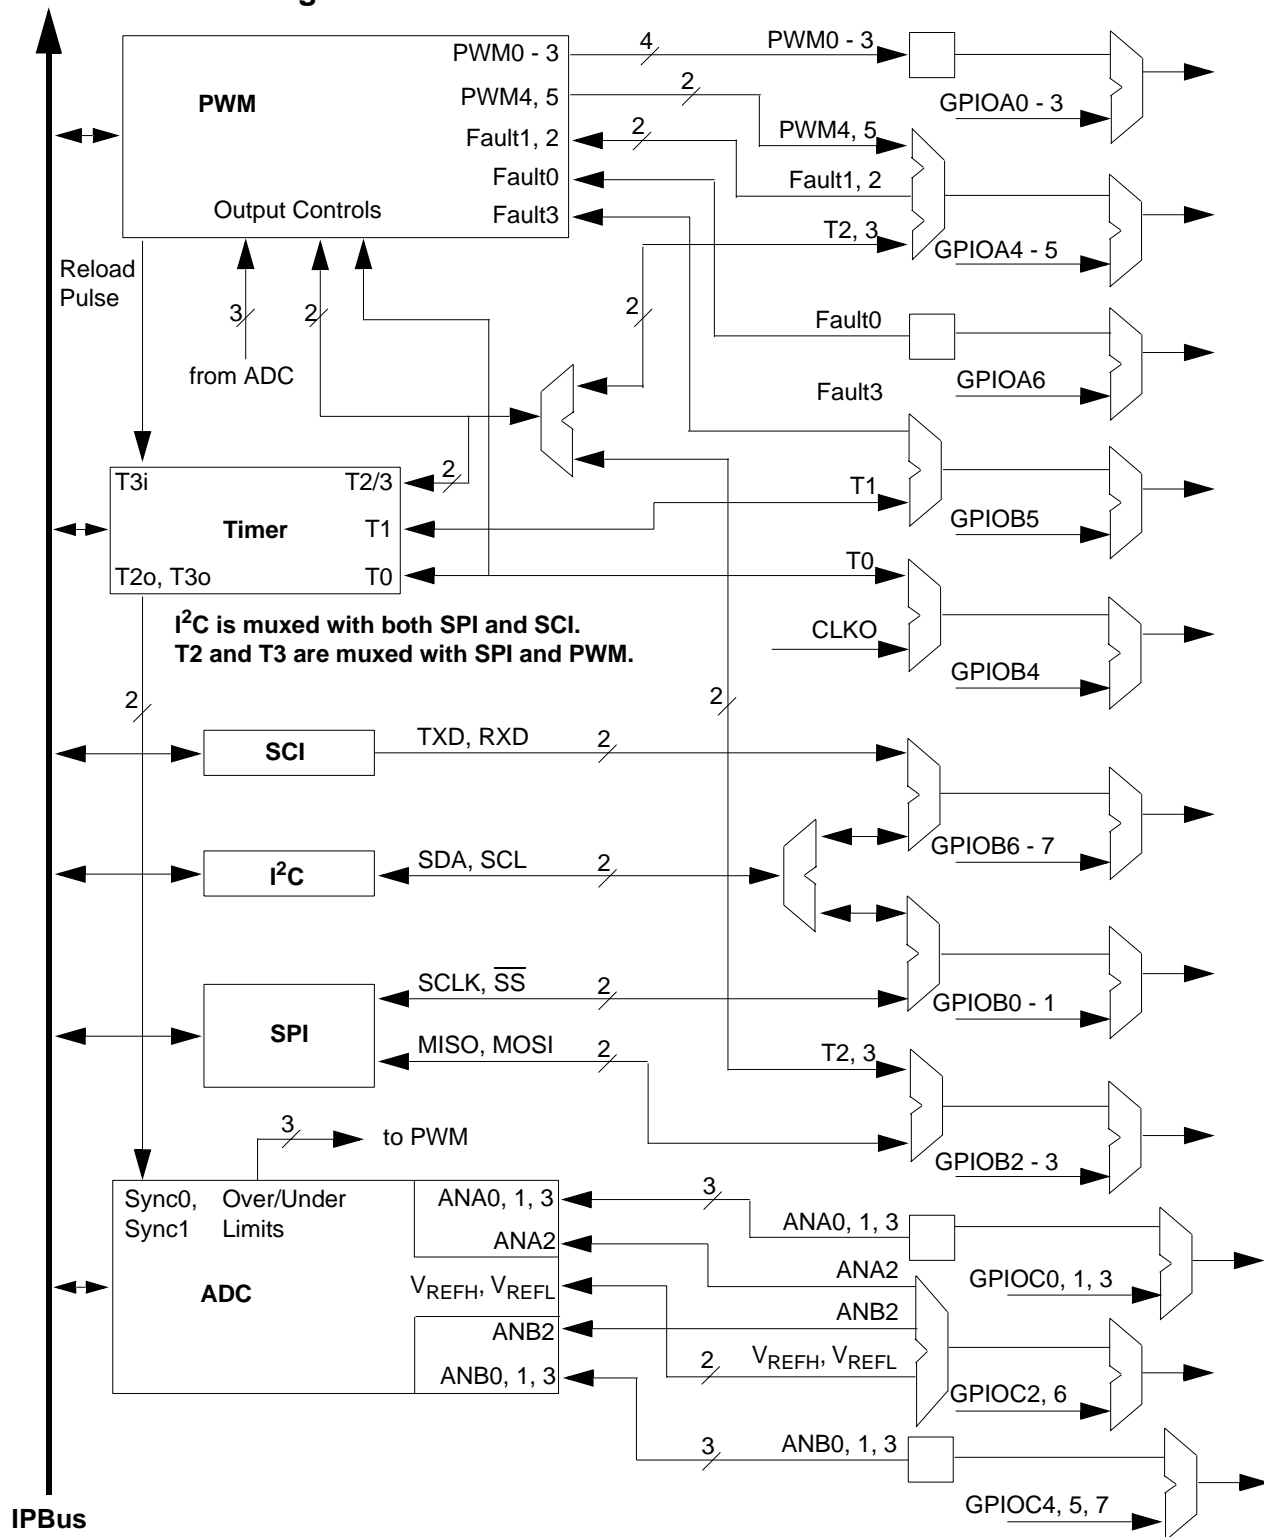 PWM
PWM0 - 3
PWM4, 5
Fault1, 2
Fault0
Fault3
Output Controls
4
PWM0 - 3
GPIOA0 - 3
2
PWM4, 5
2
Fault1, 2
T2, 3
GPIOA4 - 5
Reload
Pulse
3
from ADC
2
2
Fault0
GPIOA6
Fault3
T3i
T2/3
Timer
T1
T2o, T3o
T0
2
T1
GPIOB5
T0
CLKO
GPIOB4
I²C is muxed with both SPI and SCI.
T2 and T3 are muxed with SPI and PWM.
2
2
SCI
TXD, RXD
2
GPIOB6 - 7
I²C
SDA, SCL
2
SPI
SCLK, S̅S̅
2
GPIOB0 - 1
MISO, MOSI
2
T2, 3
GPIOB2 - 3
3
to PWM
Sync0,
Sync1
Over/Under
Limits
ADC
ANA0, 1, 3
ANA2
VREFH, VREFL
ANB2
ANB0, 1, 3
3
ANA0, 1, 3
GPIOC0, 1, 3
ANA2
ANB2
2
VREFH, VREFL
GPIOC2, 6
3
ANB0, 1, 3
GPIOC4, 5, 7
IPBus